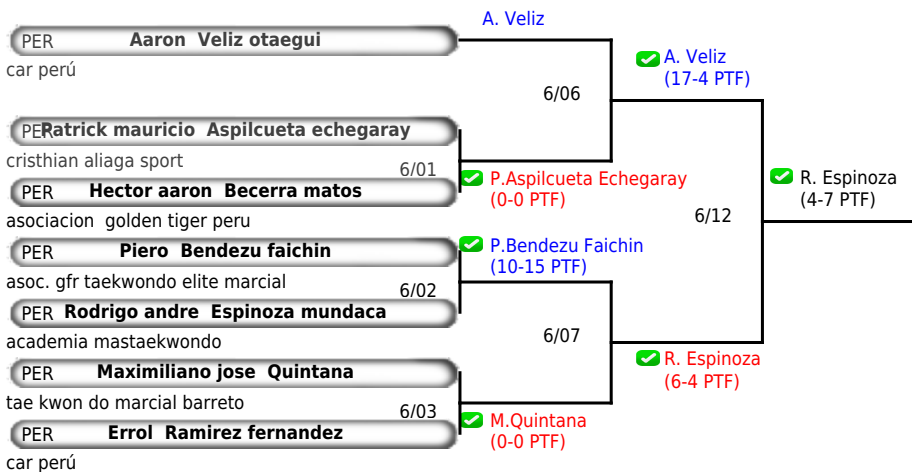 A. Veliz
PER Aaron Veliz otaegui
car perú
A. Veliz
(17-4 PTF)
6/06
PER Patrick mauricio Aspilcueta echegaray
cristhian aliaga sport
6/01
P.Aspilcueta Echegaray
(0-0 PTF)
PER Hector aaron Becerra matos
asociacion golden tiger peru
R. Espinoza
(4-7 PTF)
6/12
PER Piero Bendezu faichin
asoc. gfr taekwondo elite marcial
P.Bendezu Faichin
(10-15 PTF)
6/02
PER Rodrigo andre Espinoza mundaca
academia mastaekwondo
6/07
R. Espinoza
(6-4 PTF)
PER Maximiliano jose Quintana
tae kwon do marcial barreto
6/03
M.Quintana
(0-0 PTF)
PER Errol Ramirez fernandez
car perú